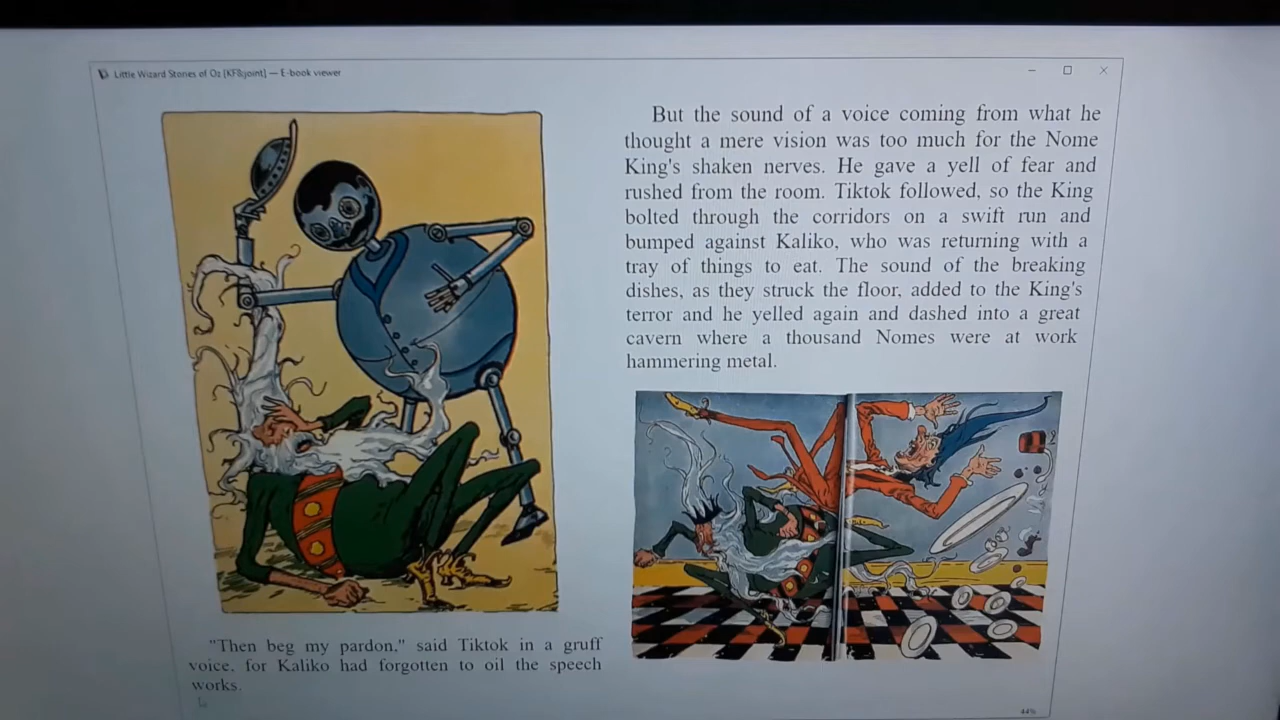 Little Wizard Stories of Oz [KF8:joint] — E-book viewer
"Then beg my pardon," said Tiktok in a gruff
voice, for Kaliko had forgotten to oil the speech
works.
But the sound of a voice coming from what he
thought a mere vision was too much for the Nome
King's shaken nerves. He gave a yell of fear and
rushed from the room. Tiktok followed, so the King
bolted through the corridors on a swift run and
bumped against Kaliko, who was returning with a
tray of things to eat. The sound of the breaking
dishes, as they struck the floor, added to the King's
terror and he yelled again and dashed into a great
cavern where a thousand Nomes were at work
hammering metal.
44%